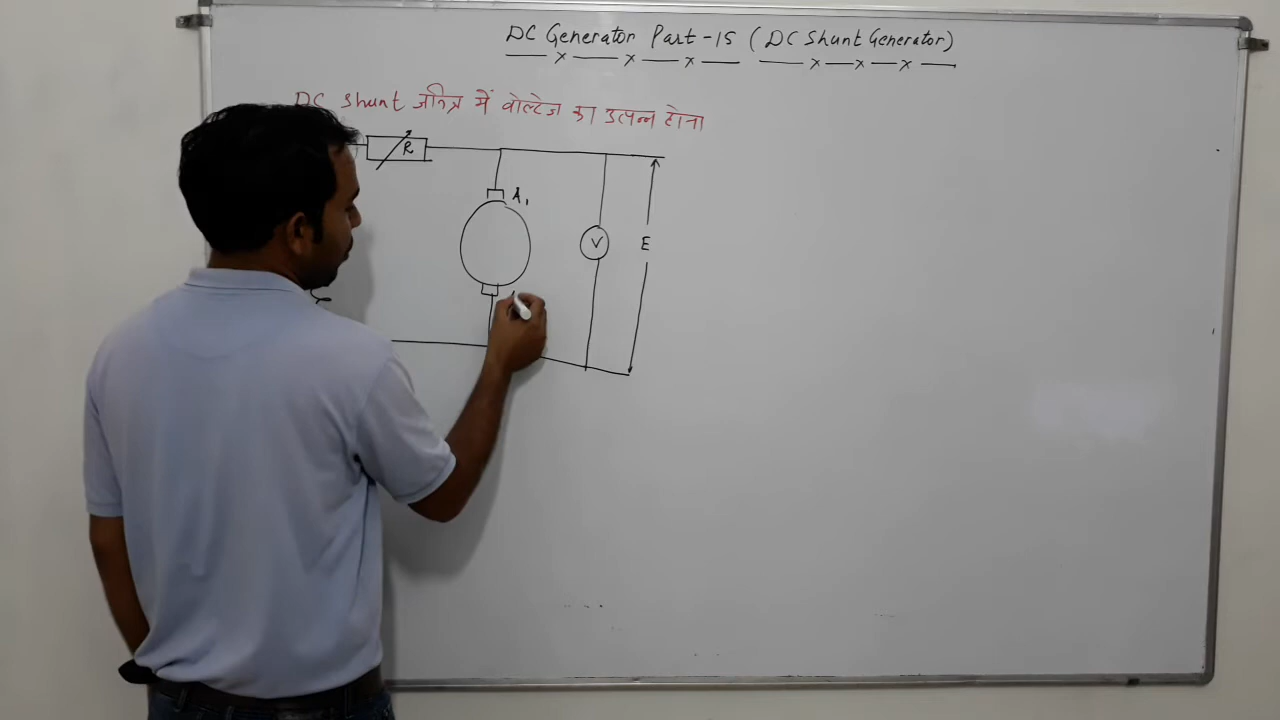 DC Generator Part-15 (DC Shunt Generator)
DC shunt जनित्र में वोल्टेज का उत्पन्न होना
R
A₁
V
E